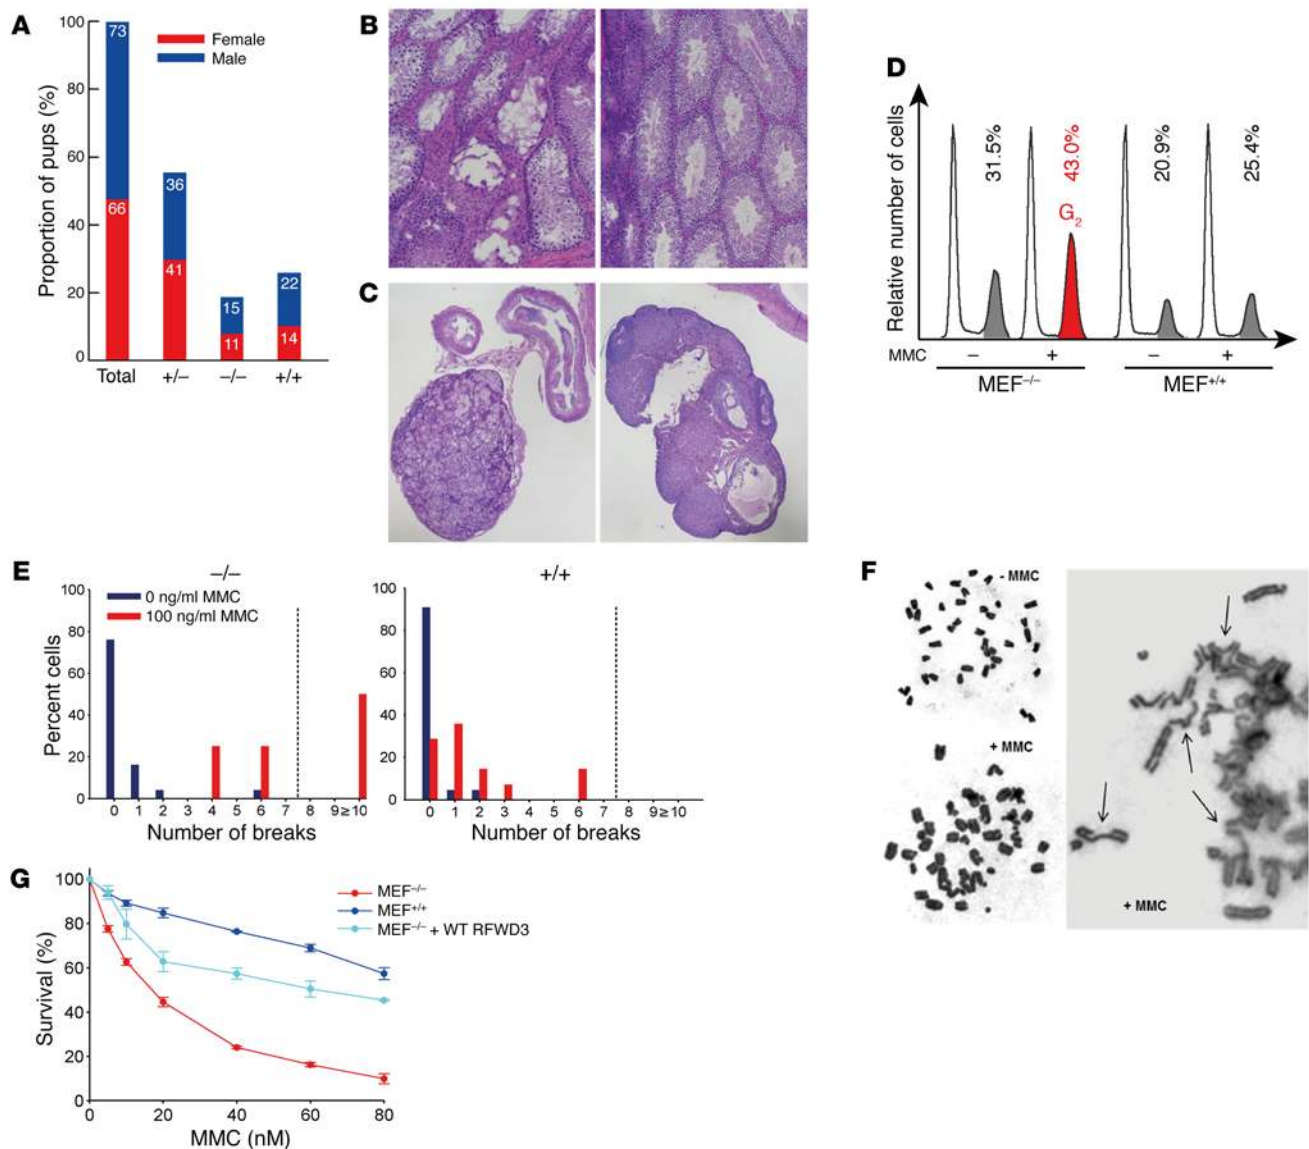 A
Proportion of pups (%)
100
80
60
40
20
0
73
66
36
41
15
11
22
14
Total +/– –/– +/+
Female
Male
B
C
D
Relative number of cells
31.5%
43.0%
G2
20.9%
25.4%
MMC – + – +
MEF–/– MEF+/+
E
–/–
0 ng/ml MMC
100 ng/ml MMC
Percent cells
100
80
60
40
20
0
0 1 2 3 4 5 6 7 8 9 ≥10
Number of breaks
+/+
100
80
60
40
20
0
0 1 2 3 4 5 6 7 8 9 ≥10
Number of breaks
F
- MMC
+ MMC
+ MMC
G
Survival (%)
100
80
60
40
20
0
0 20 40 60 80
MMC (nM)
MEF–/–
MEF+/+
MEF–/– + WT RFWD3